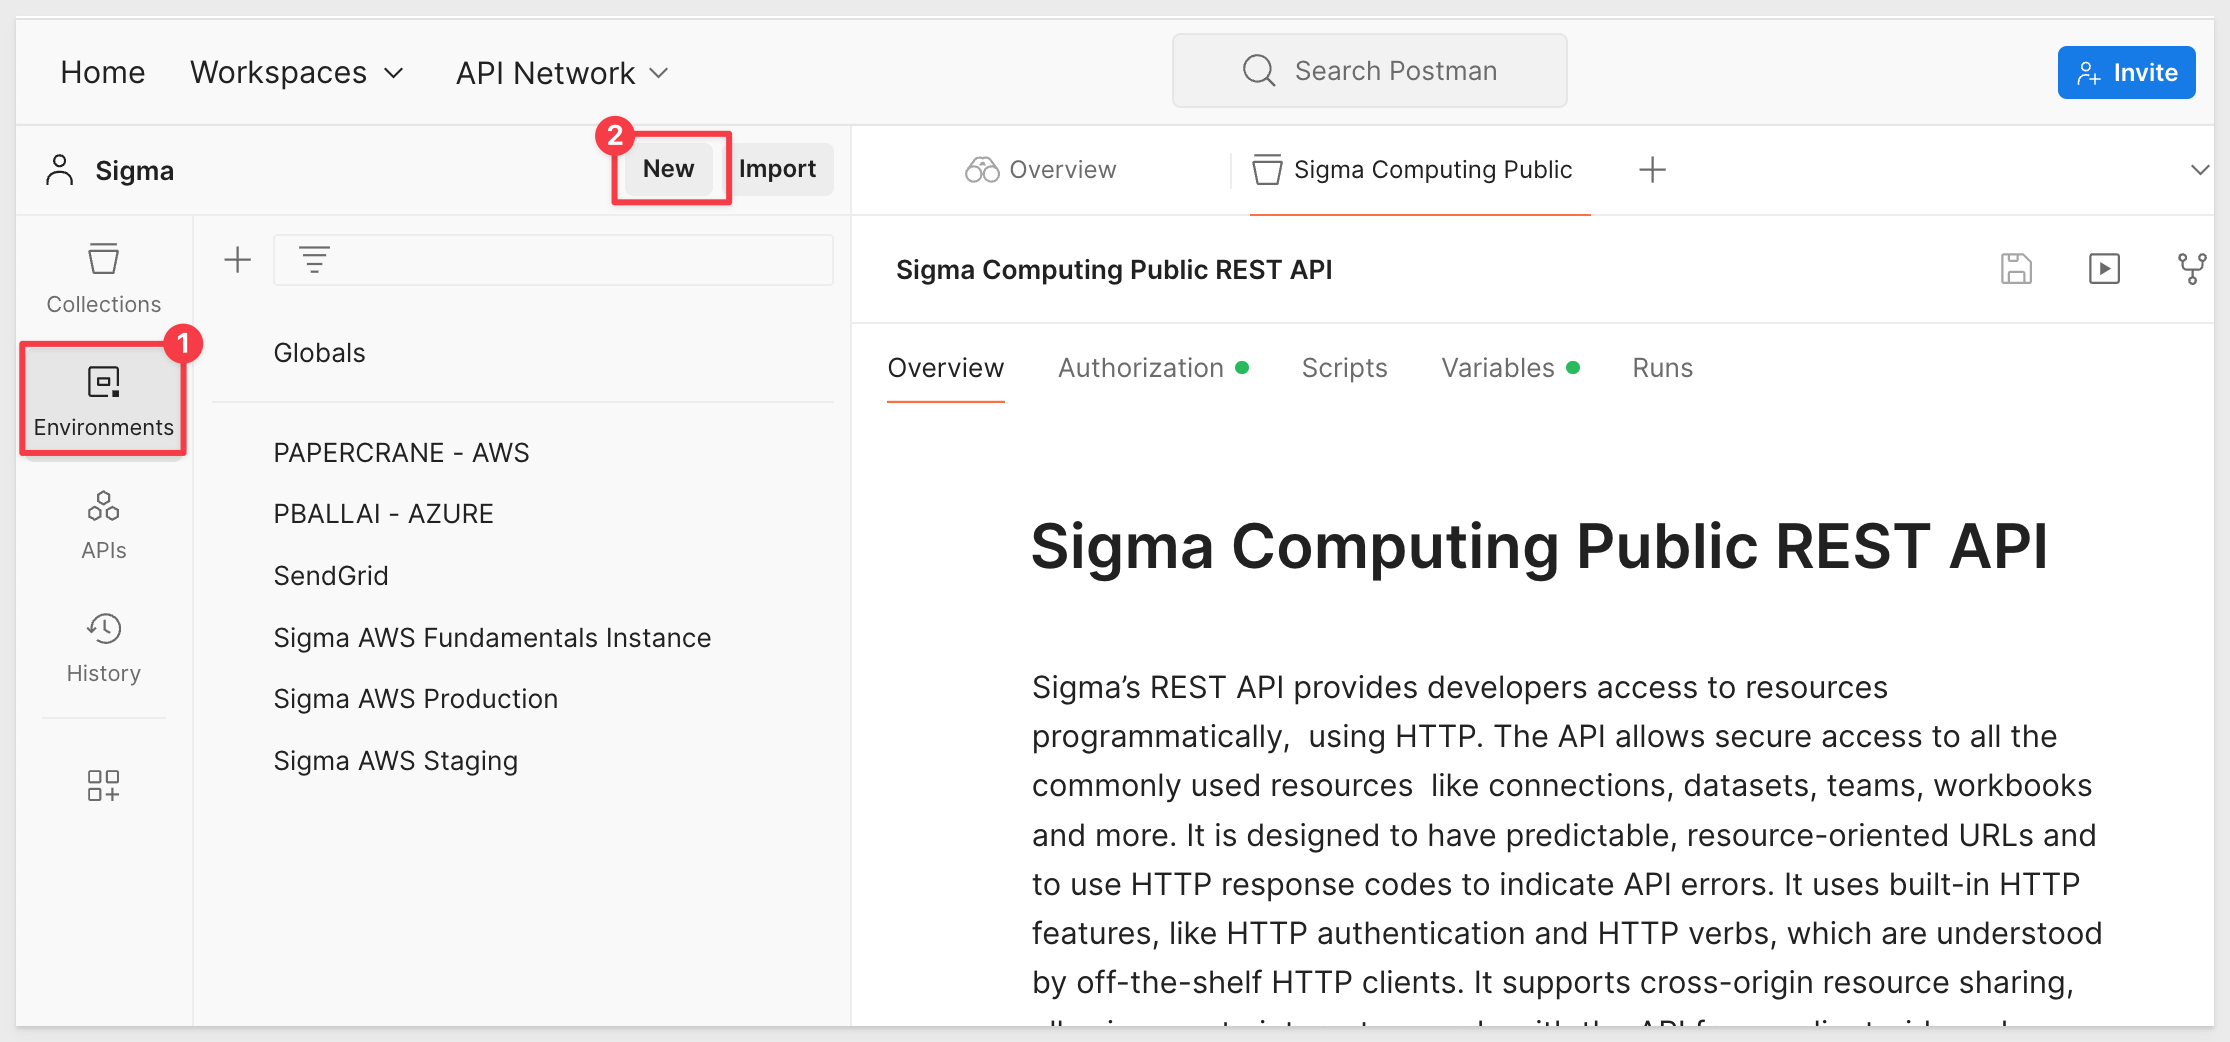 Home
Workspaces
API Network
Search Postman
Invite
Sigma
2
New
Import
Overview
Sigma Computing Public
Collections
1
Environments
APIs
History
Globals
PAPERCRANE - AWS
PBALLAI - AZURE
SendGrid
Sigma AWS Fundamentals Instance
Sigma AWS Production
Sigma AWS Staging
Sigma Computing Public REST API
Overview
Authorization
Scripts
Variables
Runs
Sigma Computing Public REST API
Sigma’s REST API provides developers access to resources
programmatically,  using HTTP. The API allows secure access to all the
commonly used resources  like connections, datasets, teams, workbooks
and more. It is designed to have predictable, resource-oriented URLs and
to use HTTP response codes to indicate API errors. It uses built-in HTTP
features, like HTTP authentication and HTTP verbs, which are understood
by off-the-shelf HTTP clients. It supports cross-origin resource sharing,